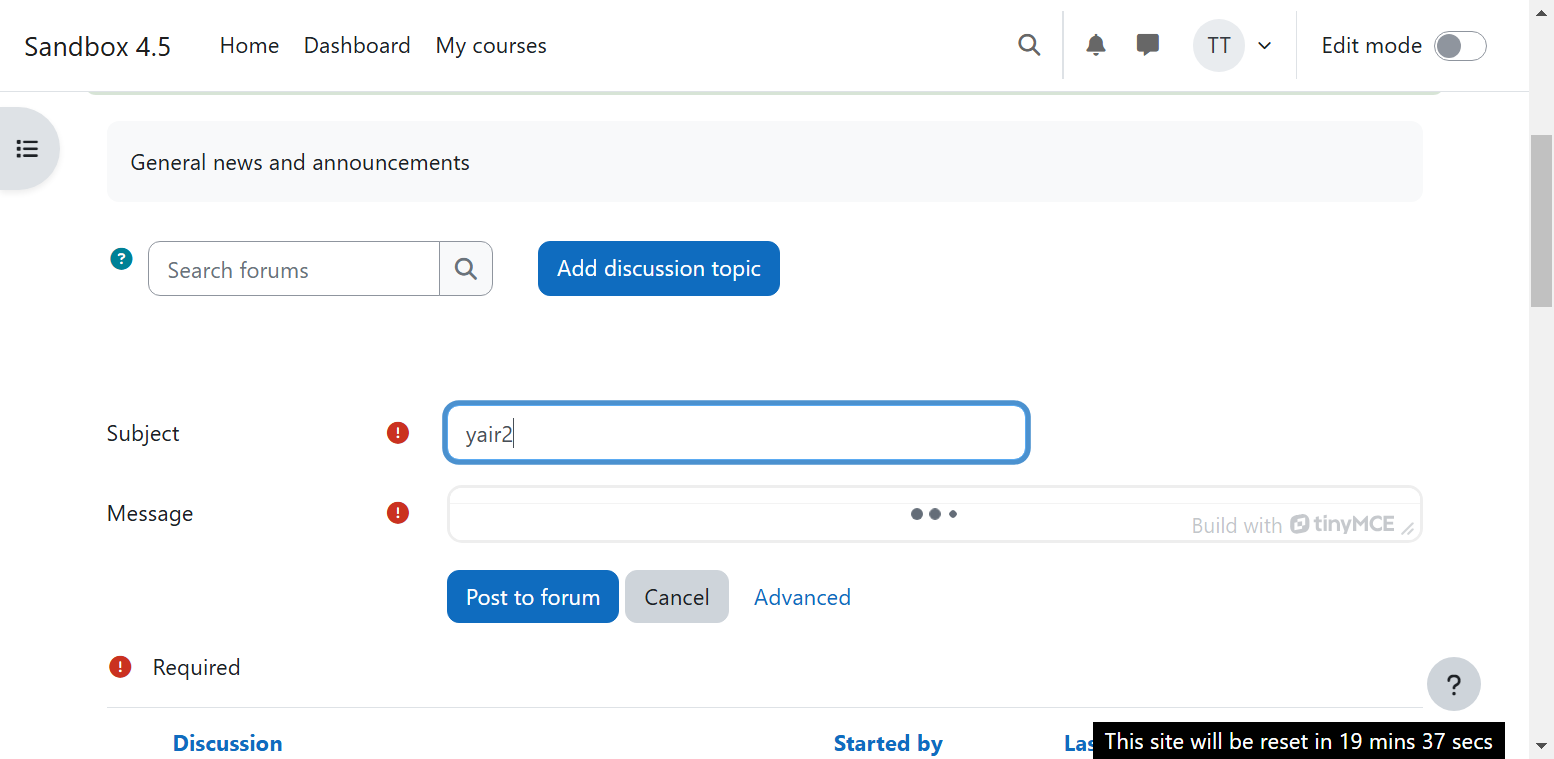 Sandbox 4.5 Home Dashboard My courses TT Edit mode
General news and announcements
? Search forums Add discussion topic
Subject ! yair2
Message ! Build with tinyMCE
Post to forum Cancel Advanced
! Required
?
Discussion Started by Las
This site will be reset in 19 mins 37 secs